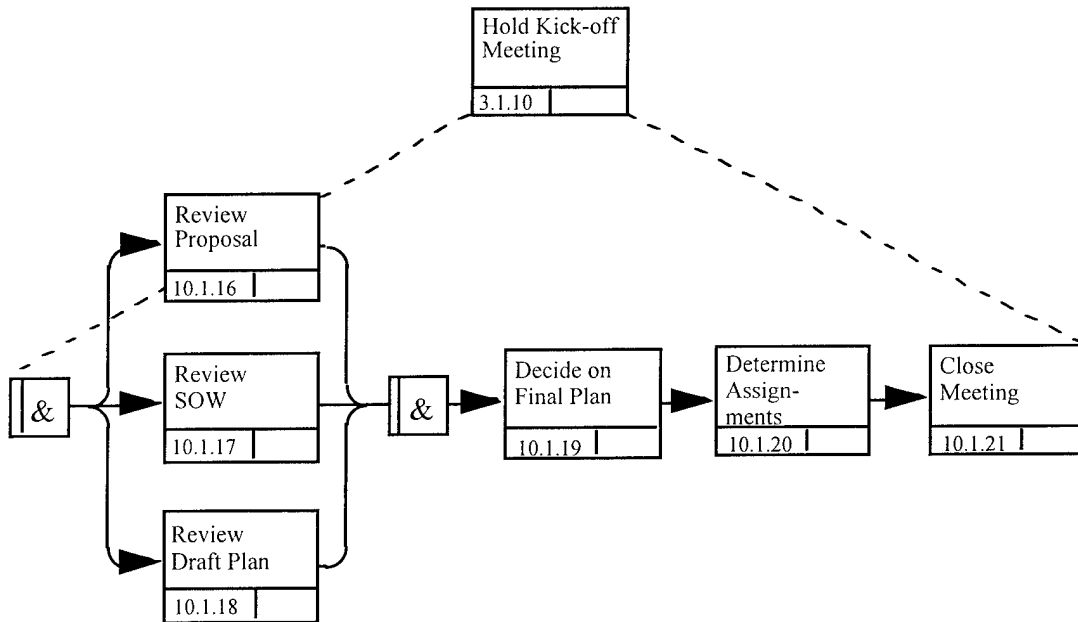 Hold Kick-off
Meeting
3.1.10
Review
Proposal
10.1.16
&
Review
SOW
10.1.17
Review
Draft Plan
10.1.18
&
Decide on
Final Plan
10.1.19
Determine
Assign-
ments
10.1.20
Close
Meeting
10.1.21